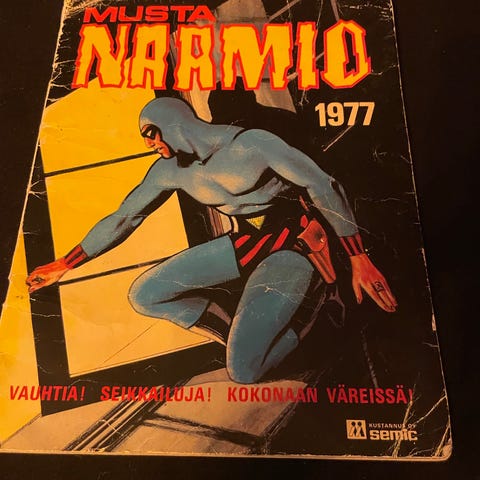 MUSTA
NAAMIO
1977
VAUHTIA! SEIKKAILUJA! KOKONAAN VÄREISSÄ!
KUSTANNUS OY
semic